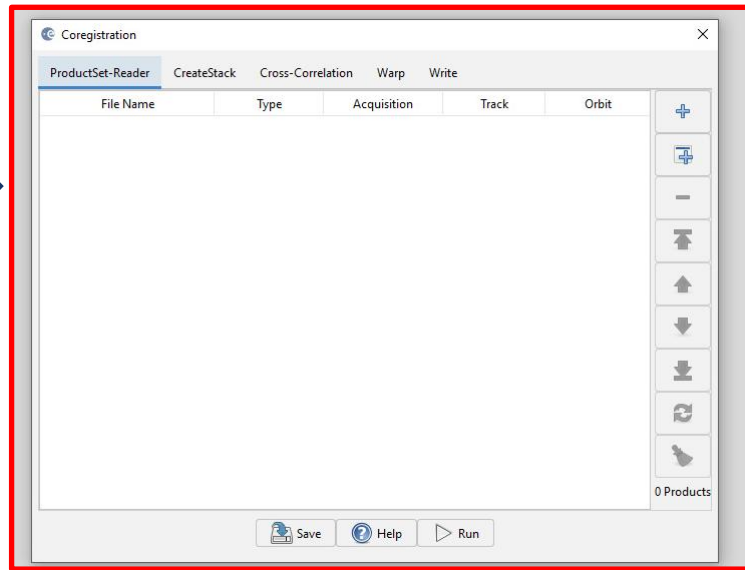 Coregistration
ProductSet-Reader CreateStack Cross-Correlation Warp Write
File Name Type Acquisition Track Orbit
0 Products
Save Help Run